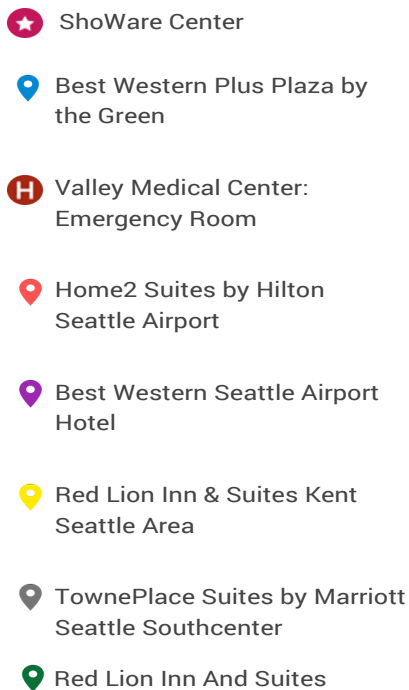 ShoWare Center
Best Western Plus Plaza by
the Green
H
Valley Medical Center:
Emergency Room
Home2 Suites by Hilton
Seattle Airport
Best Western Seattle Airport
Hotel
Red Lion Inn & Suites Kent
Seattle Area
TownePlace Suites by Marriott
Seattle Southcenter
Red Lion Inn And Suites